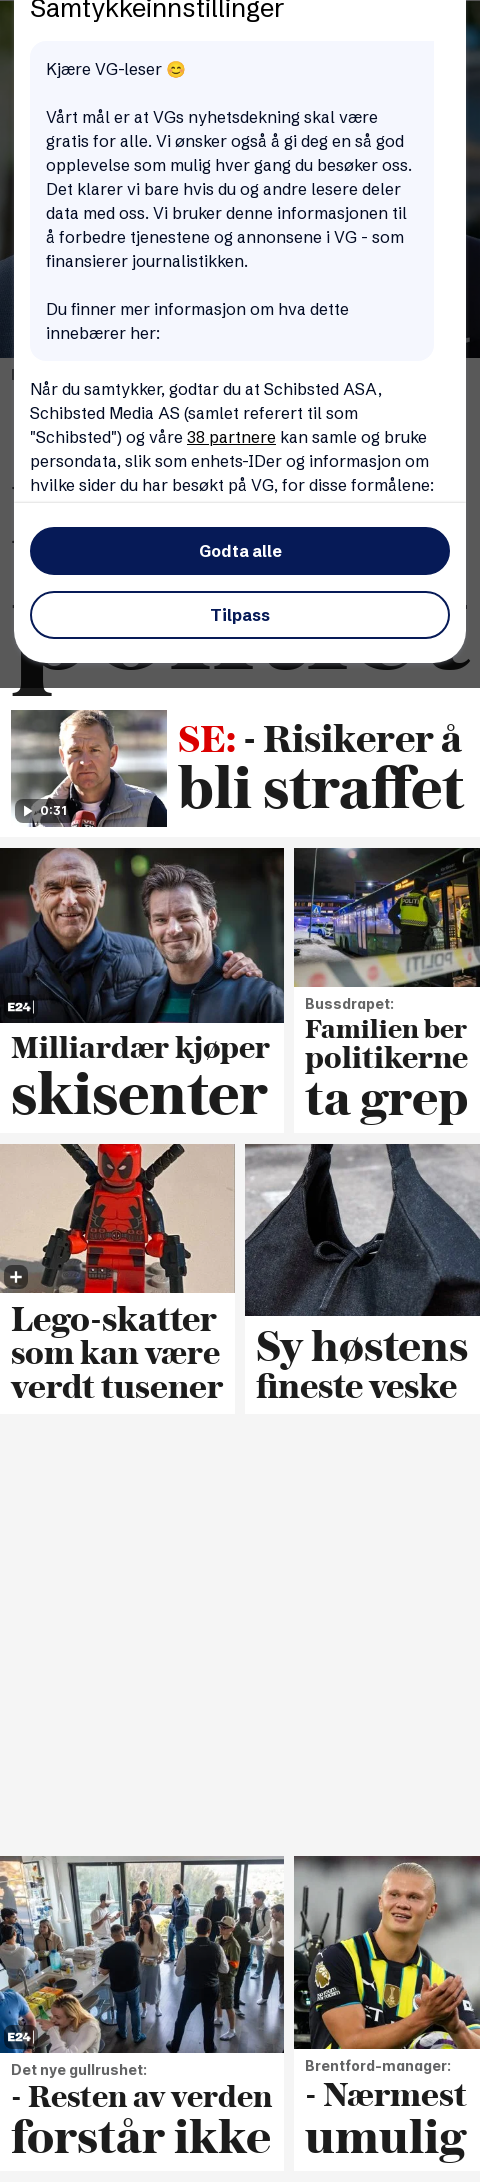 Samtykkeinnstillinger
Kjære VG-leser 😊
Vårt mål er at VGs nyhetsdekning skal være
gratis for alle. Vi ønsker også å gi deg en så god
opplevelse som mulig hver gang du besøker oss.
Det klarer vi bare hvis du og andre lesere deler
data med oss. Vi bruker denne informasjonen til
å forbedre tjenestene og annonsene i VG - som
finansierer journalistikken.
Du finner mer informasjon om hva dette
innebærer her:
Når du samtykker, godtar du at Schibsted ASA,
Schibsted Media AS (samlet referert til som
"Schibsted") og våre 38 partnere kan samle og bruke
persondata, slik som enhets-IDer og informasjon om
hvilke sider du har besøkt på VG, for disse formålene:
Godta alle
Tilpass
0:31
SE: - Risikerer å
bli straffet
E24
Milliardær kjøper
skisenter
POLITI
POLITI
Bussdrapet:
Familien ber
politikerne
ta grep
Lego-skatter
som kan være
verdt tusener
Sy høstens
fineste veske
E24
Det nye gullrushet:
- Resten av verden
forstår ikke
Brentford-manager:
- Nærmest
umulig